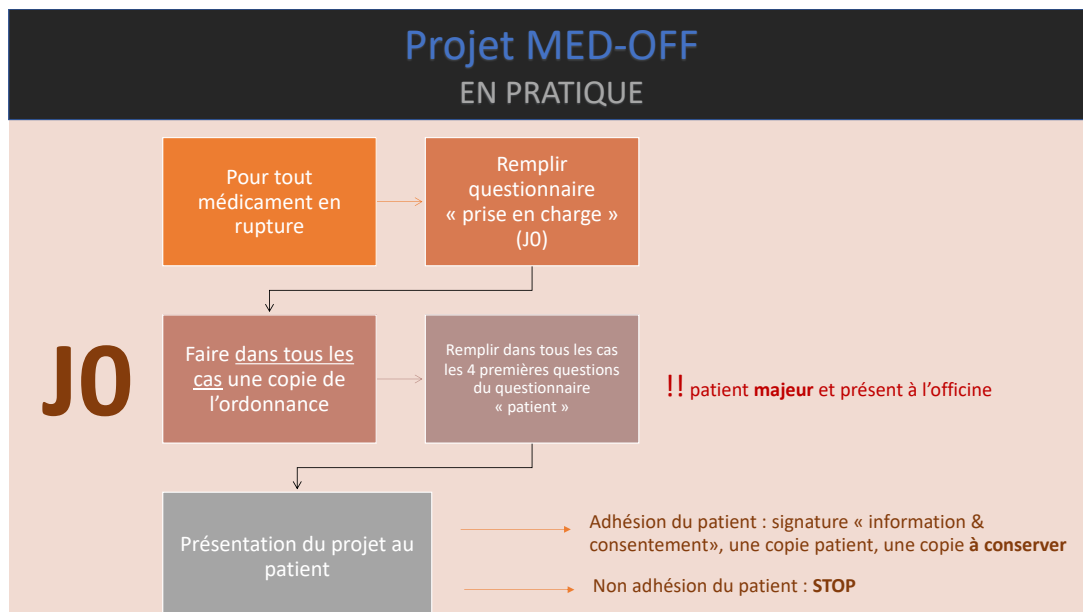 Projet MED-OFF
EN PRATIQUE
Pour tout
médicament en
rupture
Remplir
questionnaire
« prise en charge »
(J0)
J0
Faire dans tous les
cas une copie de
l’ordonnance
Remplir dans tous les cas
les 4 premières questions
du questionnaire
« patient »
!! patient majeur et présent à l’officine
Présentation du projet au
patient
Adhésion du patient : signature « information &
consentement», une copie patient, une copie à conserver
Non adhésion du patient : STOP